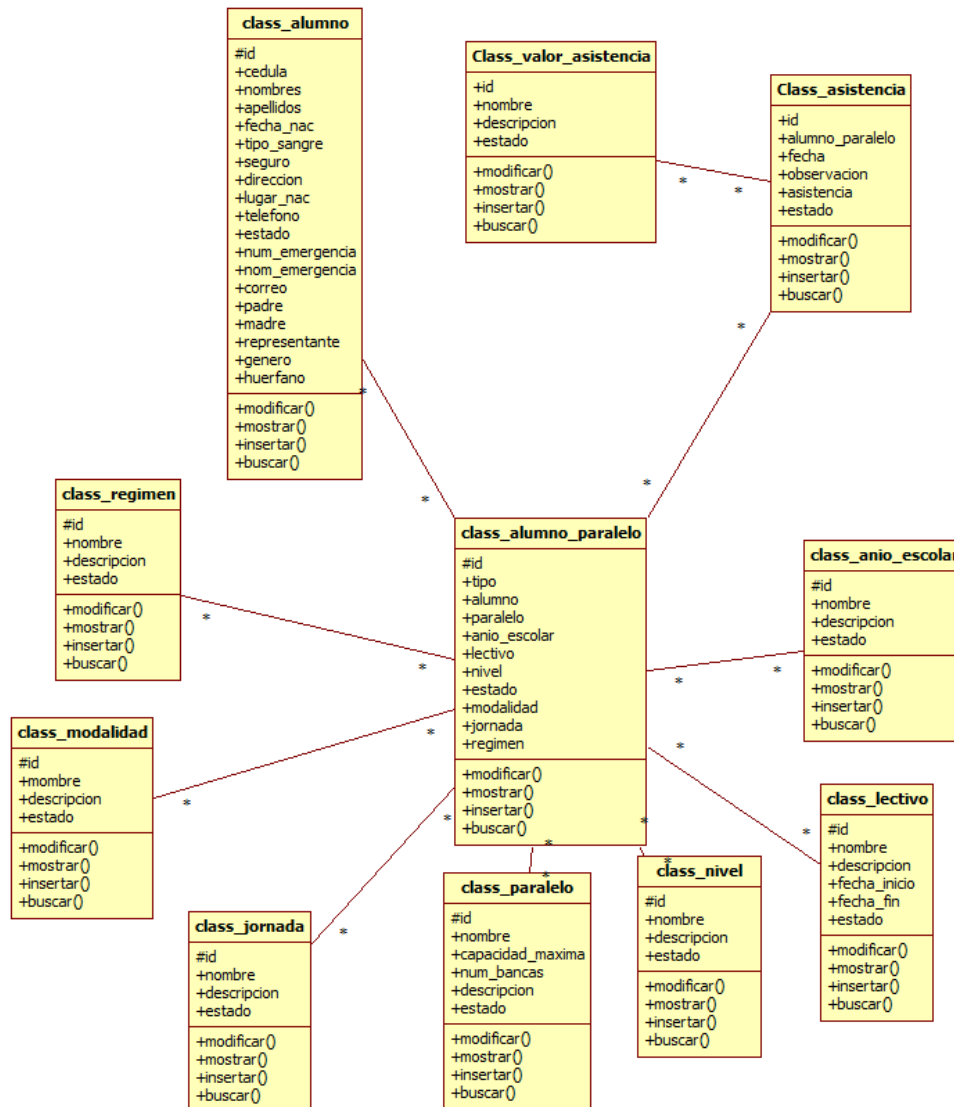 class_alumno
#id
+cedula
+nombres
+apellidos
+fecha_nac
+tipo_sangre
+seguro
+direccion
+lugar_nac
+telefono
+estado
+num_emergencia
+nom_emergencia
+correo
+padre
+madre
+representante
+genero
+huerfano
+modificar()
+mostrar()
+insertar()
+buscar()
Class_valor_asistencia
+id
+nombre
+descripcion
+estado
+modificar()
+mostrar()
+insertar()
+buscar()
Class_asistencia
+id
+alumno_paralelo
+fecha
+observacion
+asistencia
+estado
+modificar()
+mostrar()
+insertar()
+buscar()
*
*
*
*
*
*
class_regimen
#id
+nombre
+descripcion
+estado
+modificar()
+mostrar()
+insertar()
+buscar()
*
*
class_alumno_paralelo
#id
+tipo
+alumno
+paralelo
+anio_escolar
+lectivo
+nivel
+estado
+modalidad
+jornada
+regimen
+modificar()
+mostrar()
+insertar()
+buscar()
class_anio_escolar
#id
+nombre
+descripcion
+estado
+modificar()
+mostrar()
+insertar()
+buscar()
*
*
class_modalidad
#id
+mombre
+descripcion
+estado
+modificar()
+mostrar()
+insertar()
+buscar()
*
*
class_lectivo
#id
+nombre
+descripcion
+fecha_inicio
+fecha_fin
+estado
+modificar()
+mostrar()
+insertar()
+buscar()
*
*
class_jornada
#id
+nombre
+descripcion
+estado
+modificar()
+mostrar()
+insertar()
+buscar()
*
*
class_paralelo
#id
+nombre
+capacidad_maxima
+num_bancas
+descripcion
+estado
+modificar()
+mostrar()
+insertar()
+buscar()
*
*
class_nivel
#id
+nombre
+descripcion
+estado
+modificar()
+mostrar()
+insertar()
+buscar()
*
*